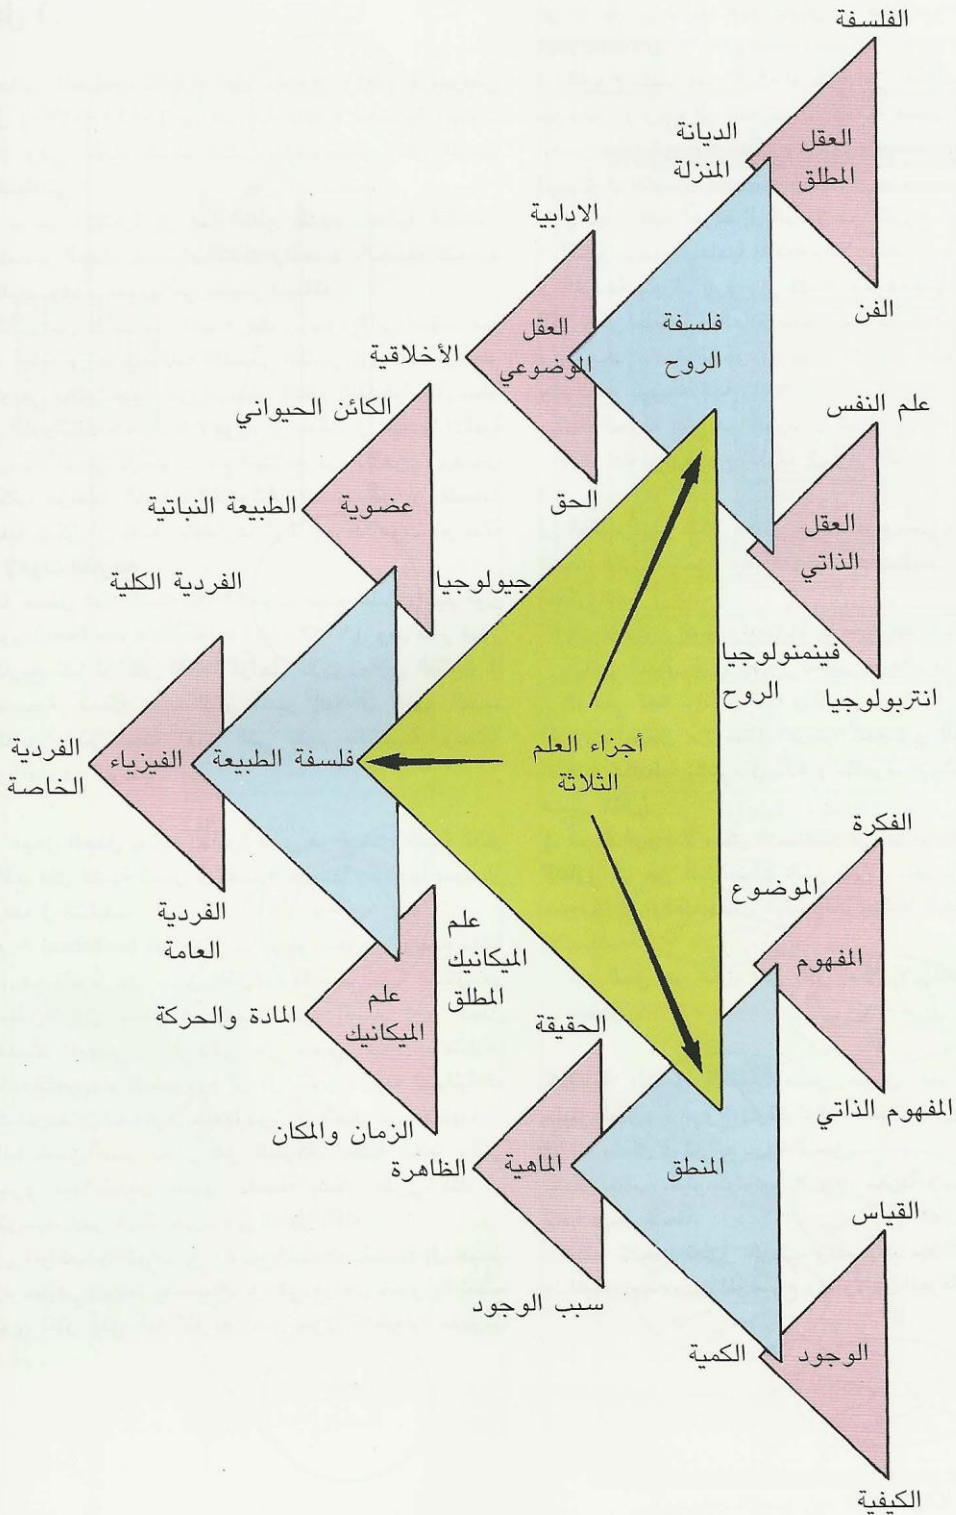 الفلسفة
الديانة
المنزلة
العقل
المطلق
الفن
الادابية
العقل
الموضوعي
الأخلاقية
الحق
فلسفة
الروح
علم النفس
العقل
الذاتي
فينمنولوجيا
الروح
انتربولوجيا
الكائن الحيواني
عضوية
الطبيعة النباتية
جيولوجيا
الفردية الكلية
فلسفة الطبيعة
الفيزياء
الفردية
الخاصة
الفردية
العامة
أجزاء العلم
الثلاثة
علم
الميكانيك
المطلق
علم
الميكانيك
المادة والحركة
الزمان والمكان
الفكرة
الموضوع
المفهوم
المفهوم الذاتي
الحقيقة
المنطق
الماهية
الظاهرة
سبب الوجود
القياس
الوجود
الكمية
الكيفية